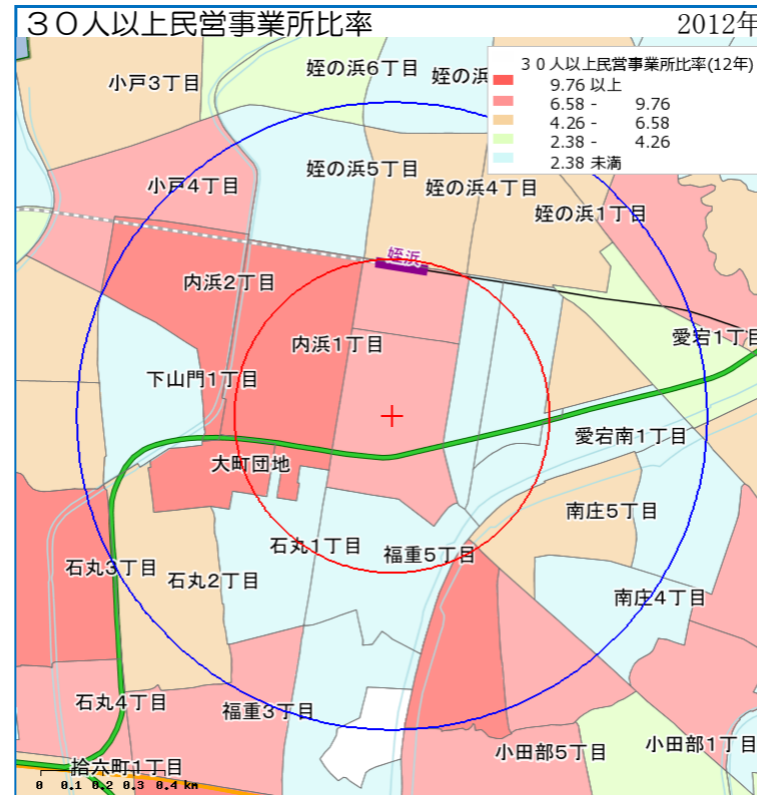 ３０人以上民営事業所比率
2012年
３０人以上民営事業所比率(12年)
9.76 以上
6.58 - 9.76
4.26 - 6.58
2.38 - 4.26
2.38 未満
小戸3丁目
姪の浜6丁目
姪の浜
小戸4丁目
姪の浜5丁目
姪の浜4丁目
姪の浜1丁目
姪浜
内浜2丁目
内浜1丁目
愛宕1丁目
下山門1丁目
愛宕南1丁目
大町団地
南庄5丁目
石丸1丁目
福重5丁目
石丸3丁目
石丸2丁目
南庄4丁目
石丸4丁目
福重3丁目
小田部5丁目
小田部1丁目
拾六町1丁目
0 0.1 0.2 0.3 0.4 km